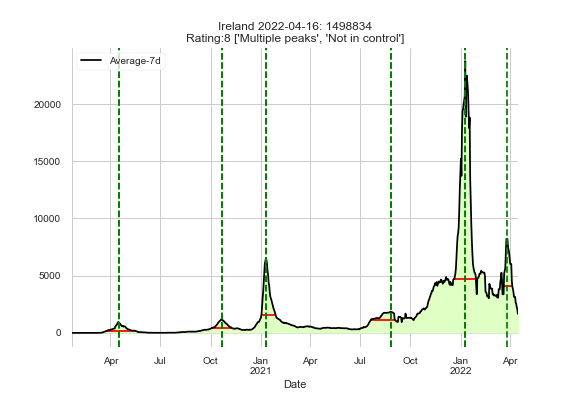 Ireland 2022-04-16: 1498834
Rating:8 ['Multiple peaks', 'Not in control']
Average-7d
20000
15000
10000
5000
0
Apr Jul Oct Jan Apr Jul Oct Jan Apr
2021 2022
Date